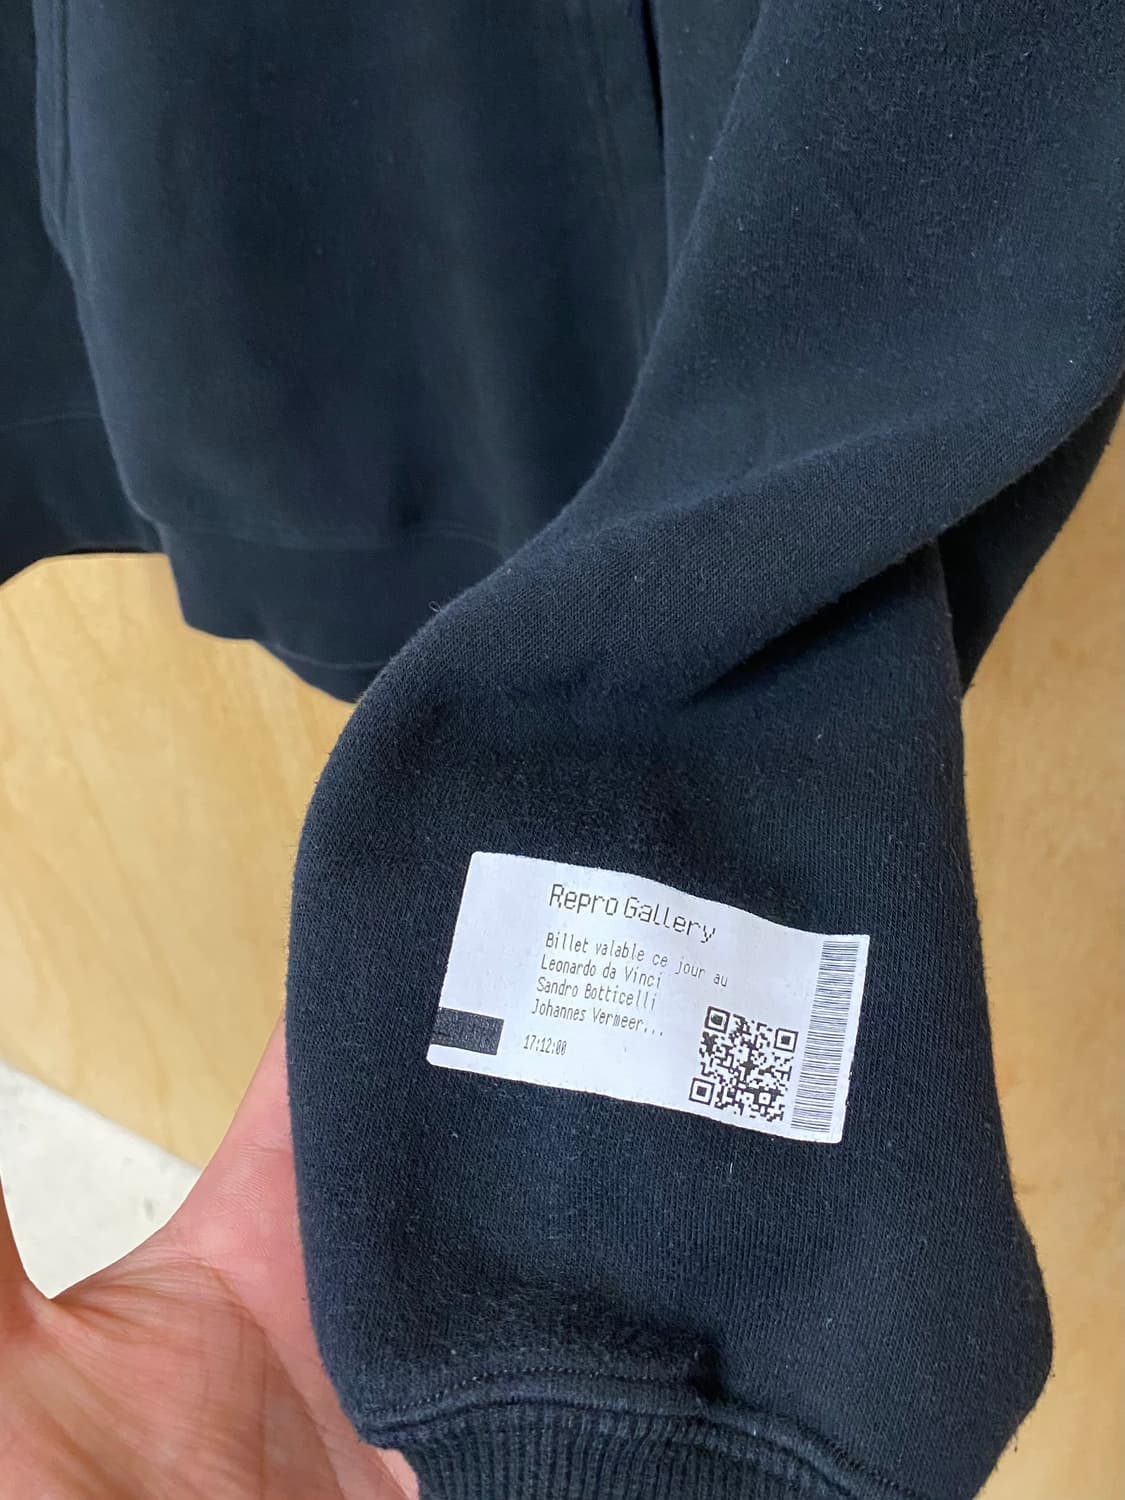 Repro Gallery
Billet valable ce jour au
Leonardo da Vinci
Sandro Botticelli
Johannes Vermeer...
17:12:00